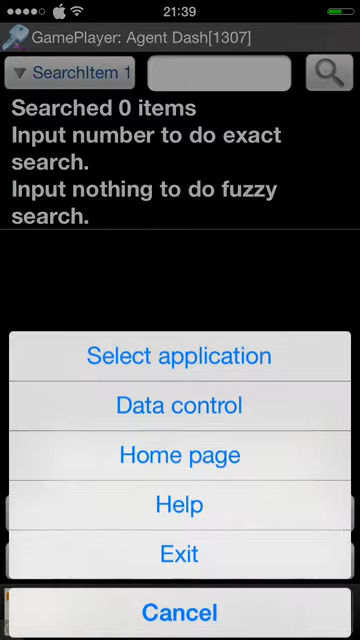 21:39
GamePlayer: Agent Dash[1307]
▼ SearchItem 1
Searched 0 items
Input number to do exact
search.
Input nothing to do fuzzy
search.
Select application
Data control
Home page
Help
Exit
Cancel